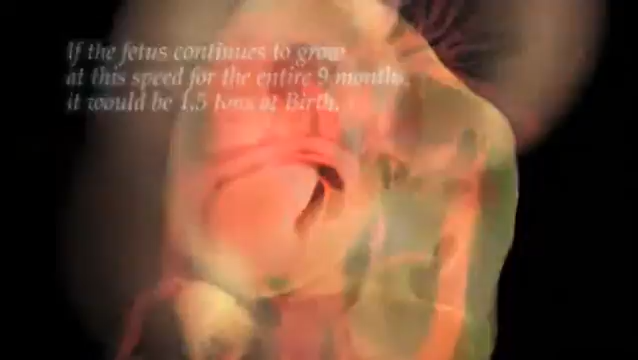 If the fetus continues to grow
at this speed for the entire 9 months,
it would be 1.5 tons at Birth.